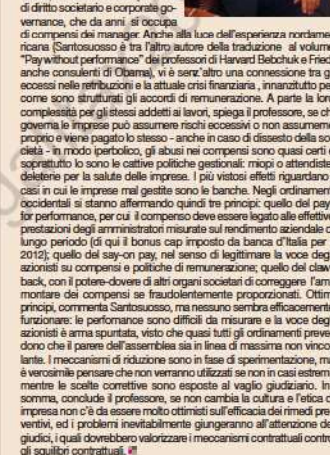 di diritto societario e corporate go-
vernance, che da anni si occupa
di compensi dei manager. Anche alla luce dell'esperienza nordame
ricana (Santosuosso è tra l'altro autore della traduzione al volume
"Pay without performance" dei professori di Harvard Bebchuk e Fried
anche consulenti di Obama), vi è senz'altro una connessione tra g
eccessi nelle retribuzioni e la attuale crisi finanziaria, innanzitutto pe
come sono strutturati gli accordi di remunerazione. A parte la lor
complessità per gli stessi addetti ai lavori, spiega il professore, se ch
governa le imprese può assumere rischi eccessivi o non assumern
proprio e viene pagato lo stesso - anche in caso di dissesto della so
cietà - in modo iperbolico, gli abusi nei compensi sono quasi certi e
soprattutto lo sono le cattive politiche gestionali: miopi o attendiste
deleterie per la salute delle imprese. I più vistosi effetti riguardano
casi in cui le imprese mal gestite sono le banche. Negli ordinamen
occidentali si stanno affermando quindi tre principi: quello del pay
for performance, per cui il compenso deve essere legato alle effettive
prestazioni degli amministratori misurate sul rendimento aziendale d
lungo periodo (di qui il bonus cap imposto da banca d'Italia per
2012); quello del say-on pay, nel senso di legittimare la voce deg
azionisti su compensi e politiche di remunerazione; quello del claw
back, con il potere-dovere di altri organi societari di correggere l'am
montare dei compensi se fraudolentemente proporzionati. Ottim
principi, commenta Santosuosso, ma nessuno sembra efficacemente
funzionare: le performance sono difficili da misurare e la voce deg
azionisti è arma spuntata, visto che quasi tutti gli ordinamenti preve
dono che il parere dell'assemblea sia in linea di massima non vinco
lante. I meccanismi di riduzione sono in fase di sperimentazione, ma
è verosimile pensare che non verranno utilizzati se non in casi estrem
mentre le scelte correttive sono esposte al vaglio giudiziario. In
somma, conclude il professore, se non cambia la cultura e l'etica d
impresa non c'è da essere molto ottimisti sull'efficacia dei rimedi pre
ventivi, ed i problemi inevitabilmente giungeranno all'attenzione de
giudici, i quali dovrebbero valorizzare i meccanismi contrattuali contro
gli squilibri contrattuali.